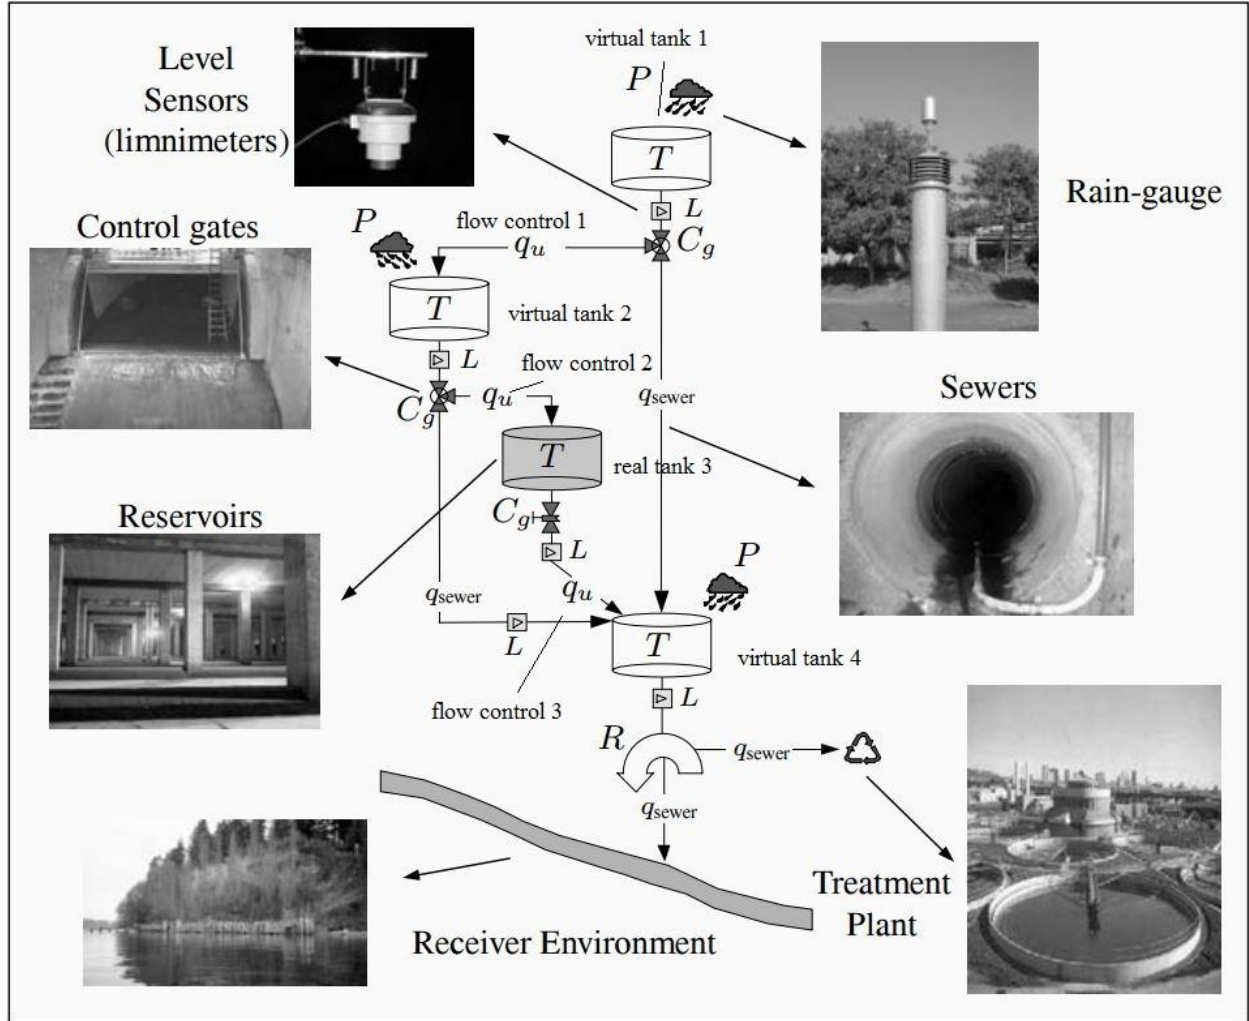 virtual tank 1
Level
Sensors
(limnimeters)
P
T
Rain-gauge
L
flow control 1
Control gates
P
q_u
C_g
T
virtual tank 2
L
flow control 2
C_g
q_u
q_sewer
Sewers
T
real tank 3
Reservoirs
C_g
L
P
q_sewer
q_u
L
T
virtual tank 4
flow control 3
L
R
q_sewer
q_sewer
Treatment
Plant
Receiver Environment